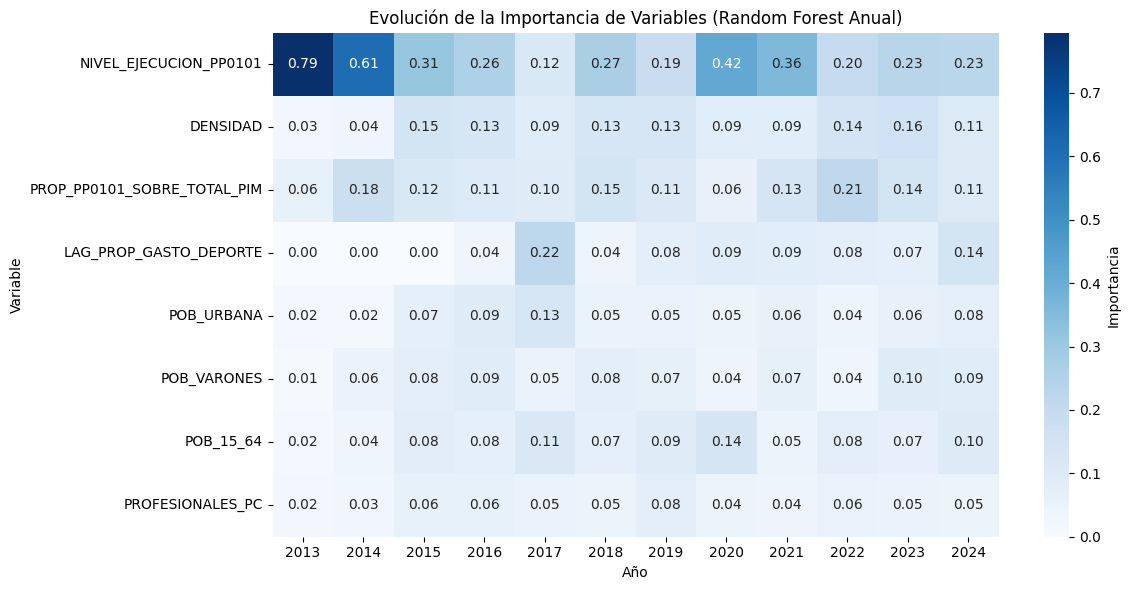 Evolución de la Importancia de Variables (Random Forest Anual)
Variable
NIVEL_EJECUCION_PP0101 0.79 0.61 0.31 0.26 0.12 0.27 0.19 0.42 0.36 0.20 0.23 0.23
DENSIDAD 0.03 0.04 0.15 0.13 0.09 0.13 0.13 0.09 0.09 0.14 0.16 0.11
PROP_PP0101_SOBRE_TOTAL_PIM 0.06 0.18 0.12 0.11 0.10 0.15 0.11 0.06 0.13 0.21 0.14 0.11
LAG_PROP_GASTO_DEPORTE 0.00 0.00 0.00 0.04 0.22 0.04 0.08 0.09 0.09 0.08 0.07 0.14
POB_URBANA 0.02 0.02 0.07 0.09 0.13 0.05 0.05 0.05 0.06 0.04 0.06 0.08
POB_VARONES 0.01 0.06 0.08 0.09 0.05 0.08 0.07 0.04 0.07 0.04 0.10 0.09
POB_15_64 0.02 0.04 0.08 0.08 0.11 0.07 0.09 0.14 0.05 0.08 0.07 0.10
PROFESIONALES_PC 0.02 0.03 0.06 0.06 0.05 0.05 0.08 0.04 0.04 0.06 0.05 0.05
2013 2014 2015 2016 2017 2018 2019 2020 2021 2022 2023 2024
Año
0.7
0.6
0.5
0.4
0.3
0.2
0.1
0.0
Importancia